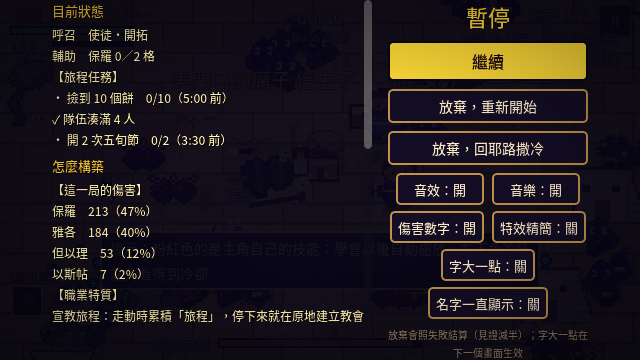 目前狀態
呼召　使徒・開拓
輔助　保羅 0／2 格
【旅程任務】
・ 撿到 10 個餅　0/10（5:00 前）
✓ 隊伍湊滿 4 人
・ 開 2 次五旬節　0/2（3:30 前）
怎麼構築
【這一局的傷害】
保羅　213（47%）
雅各　184（40%）
但以理　53（12%）
以斯帖　7（2%）
【職業特質】
宣教旅程：走動時累積「旅程」，停下來就在原地建立教會
暫停
繼續
放棄，重新開始
放棄，回耶路撒冷
音效：開
音樂：開
傷害數字：開
特效精簡：關
字大一點：關
名字一直顯示：關
放棄會照失敗結算（見證減半）；字大一點在
下一個畫面生效